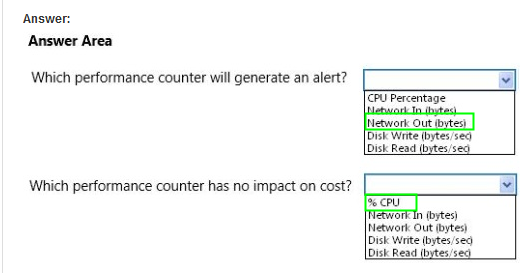 Answer:
Answer Area
Which performance counter will generate an alert?
CPU Percentage
Network In (bytes)
Network Out (bytes)
Disk Write (bytes/sec)
Disk Read (bytes/sec)
Which performance counter has no impact on cost?
% CPU
Network In (bytes)
Network Out (bytes)
Disk Write (bytes/sec)
Disk Read (bytes/sec)